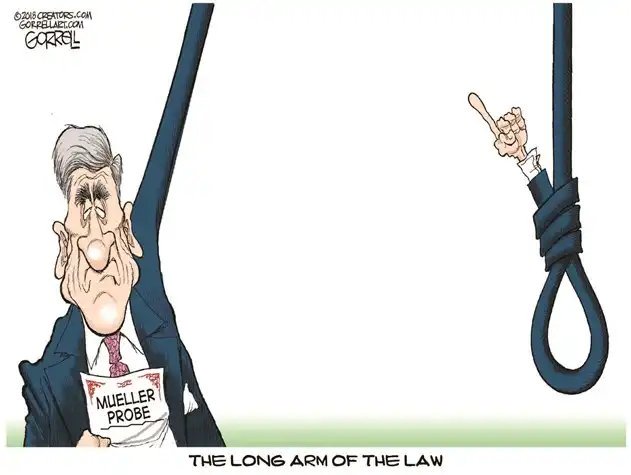 ©2018 CREATORS.COM
GORRELLART.COM
GORRELL
MUELLER
PROBE
THE LONG ARM OF THE LAW